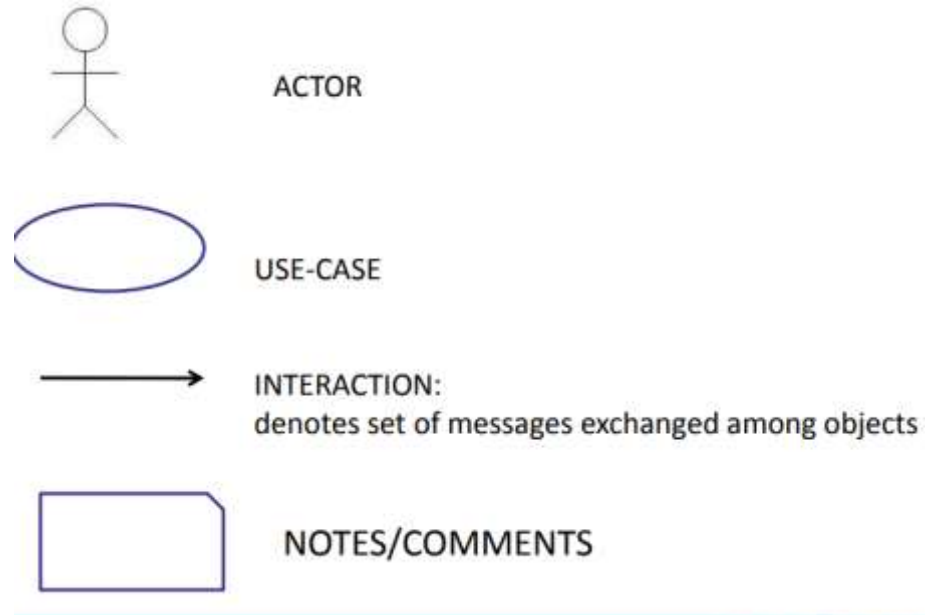 ACTOR
USE-CASE
INTERACTION:
denotes set of messages exchanged among objects
NOTES/COMMENTS